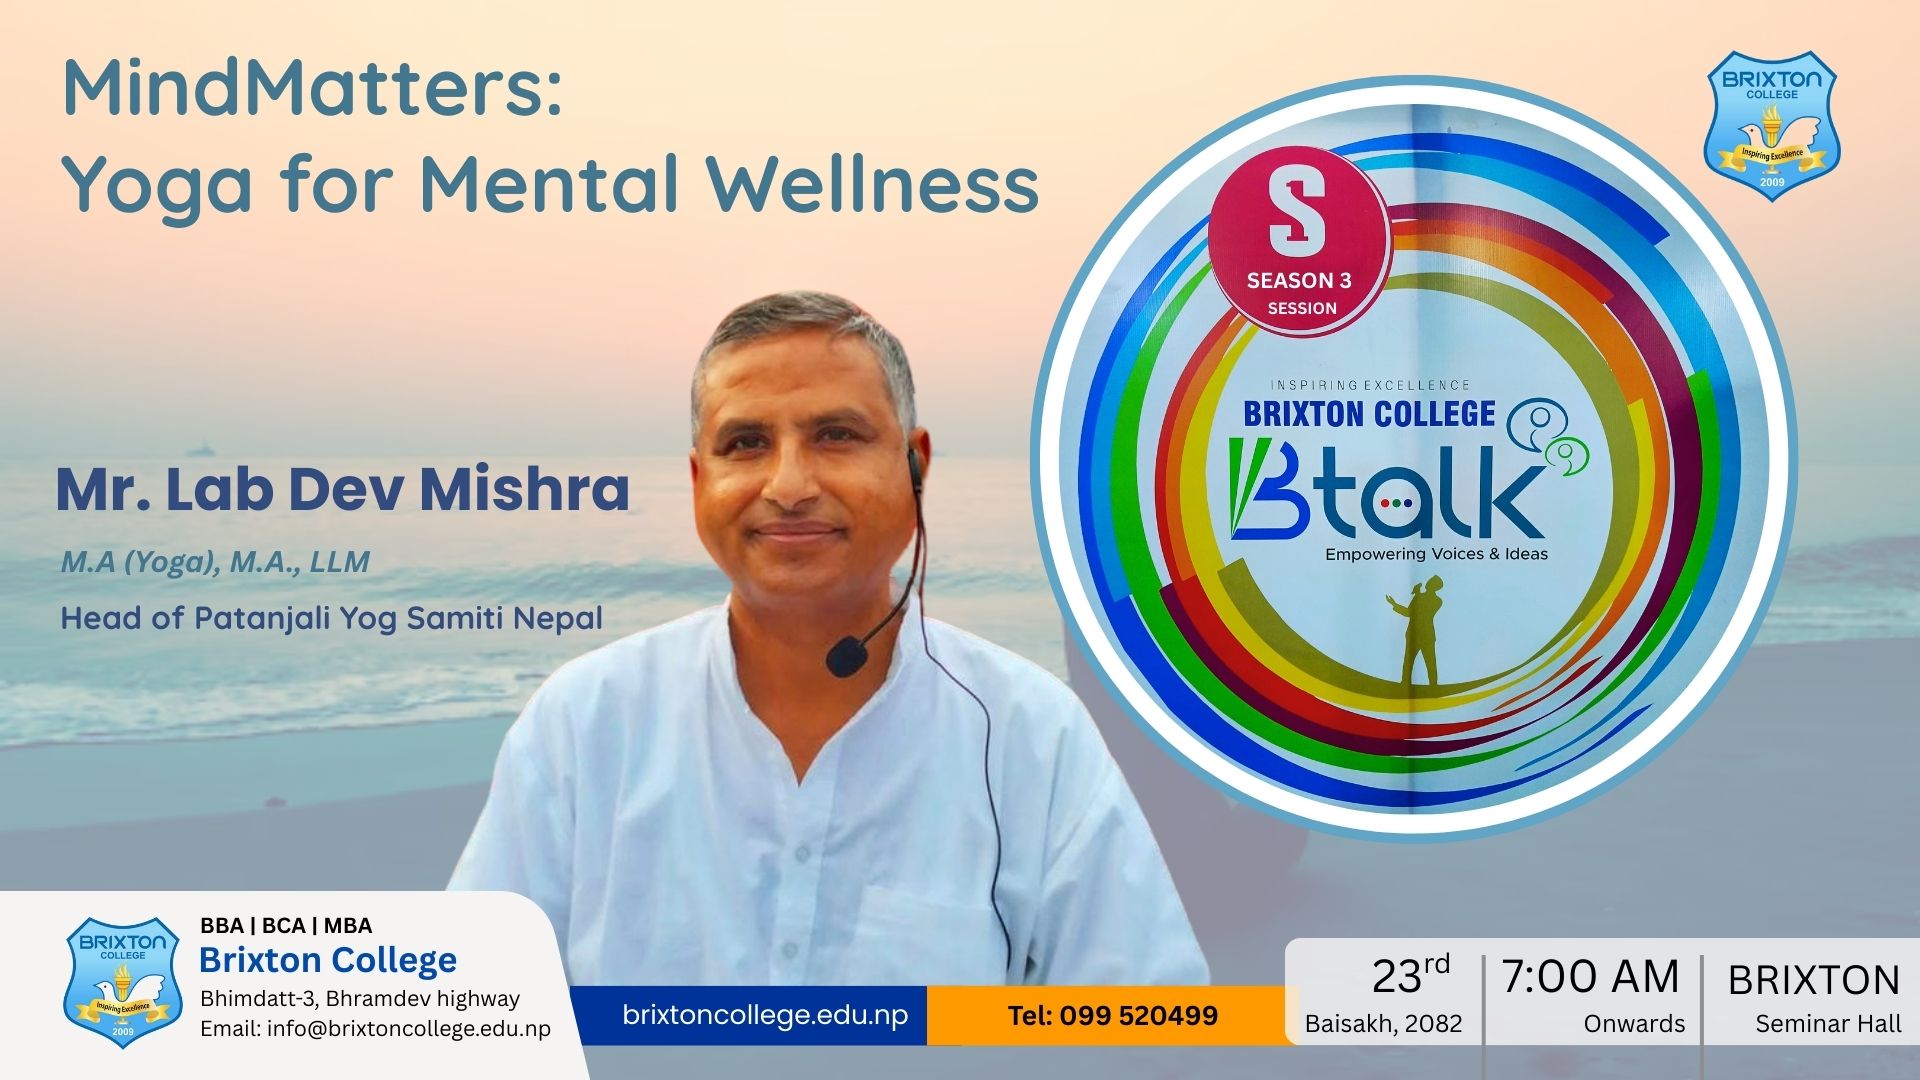 MindMatters:
Yoga for Mental Wellness
BRIXTON
COLLEGE
Inspiring Excellence
2009
S
SEASON 3
SESSION
INSPIRING EXCELLENCE
BRIXTON COLLEGE
Btalk
Empowering Voices & Ideas
Mr. Lab Dev Mishra
M.A (Yoga), M.A., LLM
Head of Patanjali Yog Samiti Nepal
BRIXTON
COLLEGE
Inspiring Excellence
2009
BBA | BCA | MBA
Brixton College
Bhimdatt-3, Bhramdev highway
Email: info@brixtoncollege.edu.np
brixtoncollege.edu.np
Tel: 099 520499
23rd
Baisakh, 2082
7:00 AM
Onwards
BRIXTON
Seminar Hall